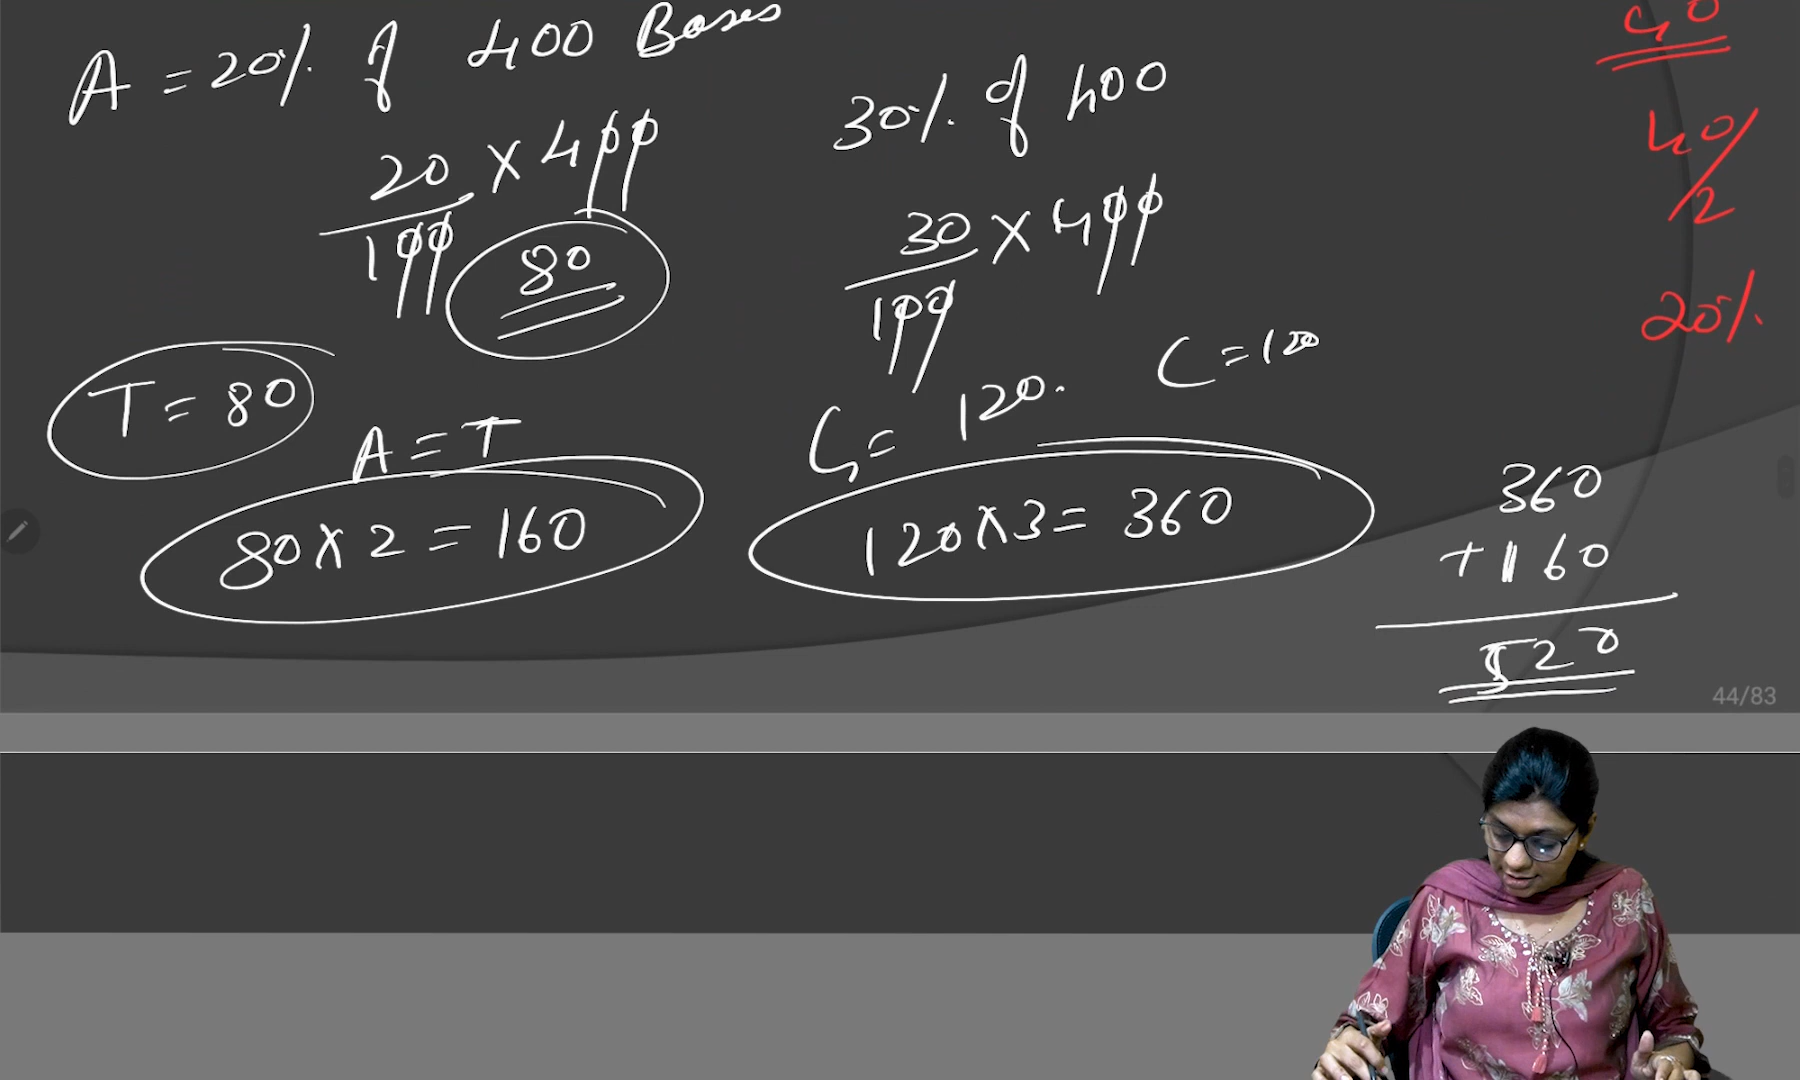 A = 20% of 400 Bases
20/100 × 400
80
T = 80
A = T
80 × 2 = 160
30% of 400
30/100 × 400
G = 120.
C = 120
120 × 3 = 360
360
+ 160
520
40
40/2
20%
44/83